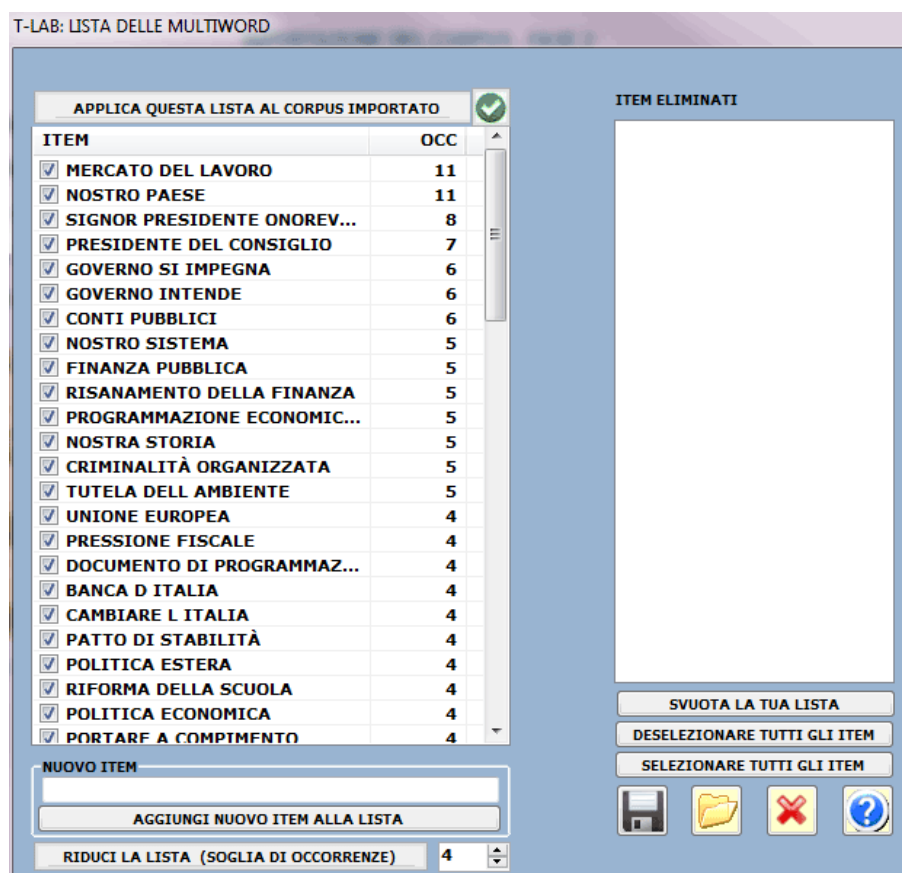 T-LAB: LISTA DELLE MULTIWORD
APPLICA QUESTA LISTA AL CORPUS IMPORTATO
ITEM OCC
MERCATO DEL LAVORO 11
NOSTRO PAESE 11
SIGNOR PRESIDENTE ONOREV... 8
PRESIDENTE DEL CONSIGLIO 7
GOVERNO SI IMPEGNA 6
GOVERNO INTENDE 6
CONTI PUBBLICI 6
NOSTRO SISTEMA 5
FINANZA PUBBLICA 5
RISANAMENTO DELLA FINANZA 5
PROGRAMMAZIONE ECONOMIC... 5
NOSTRA STORIA 5
CRIMINALITÀ ORGANIZZATA 5
TUTELA DELL AMBIENTE 5
UNIONE EUROPEA 4
PRESSIONE FISCALE 4
DOCUMENTO DI PROGRAMMAZ... 4
BANCA D ITALIA 4
CAMBIARE L ITALIA 4
PATTO DI STABILITÀ 4
POLITICA ESTERA 4
RIFORMA DELLA SCUOLA 4
POLITICA ECONOMICA 4
PORTARE A COMPIMENTO 4
NUOVO ITEM
AGGIUNGI NUOVO ITEM ALLA LISTA
RIDUCI LA LISTA (SOGLIA DI OCCORRENZE) 4
ITEM ELIMINATI
SVUOTA LA TUA LISTA
DESELEZIONARE TUTTI GLI ITEM
SELEZIONARE TUTTI GLI ITEM
?